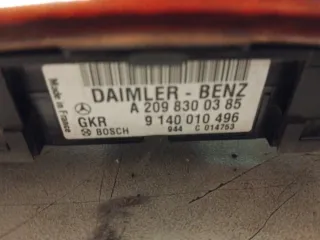 DAIMLER - BENZ
A 209 830 03 85
GKR 9 140 010 496
BOSCH 944 C 014753
Made in France